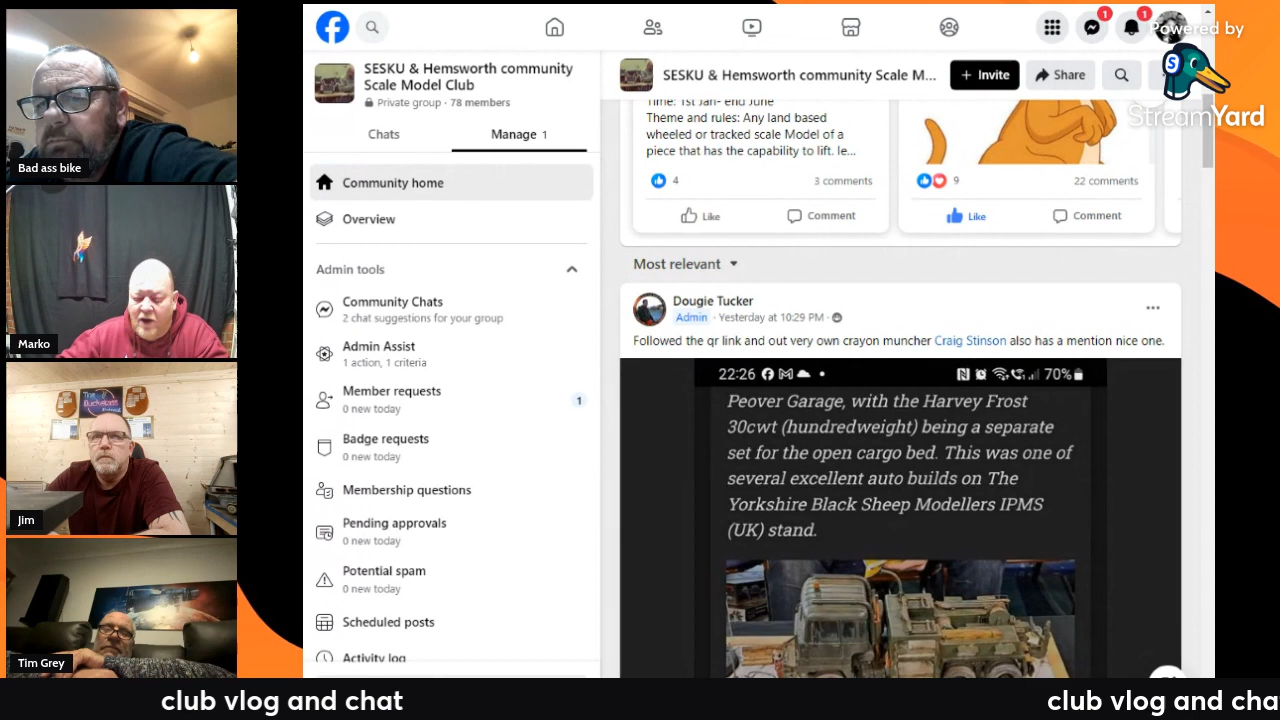 Bad ass bike
Marko
The
Jim
Tim Grey
SESKU & Hemsworth community
Scale Model Club
Private group · 78 members
Chats
Manage 1
Community home
Overview
Admin tools
Community Chats
2 chat suggestions for your group
Admin Assist
1 action, 1 criteria
Member requests
0 new today
1
Badge requests
0 new today
Membership questions
Pending approvals
0 new today
Potential spam
0 new today
Scheduled posts
Activity log
1
1
Powered by
StreamYard
SESKU & Hemsworth community Scale M...
+ Invite
Share
Time: 1st Jan- end June
Theme and rules: Any land based
wheeled or tracked scale Model of a
piece that has the capability to lift. le...
4
3 comments
Like
Comment
9
22 comments
Like
Comment
Most relevant
Dougie Tucker
Admin · Yesterday at 10:29 PM ·
Followed the qr link and out very own crayon muncher Craig Stinson also has a mention nice one.
22:26
70%
Peover Garage, with the Harvey Frost
30cwt (hundredweight) being a separate
set for the open cargo bed. This was one of
several excellent auto builds on The
Yorkshire Black Sheep Modellers IPMS
(UK) stand.
club vlog and chat
club vlog and cha